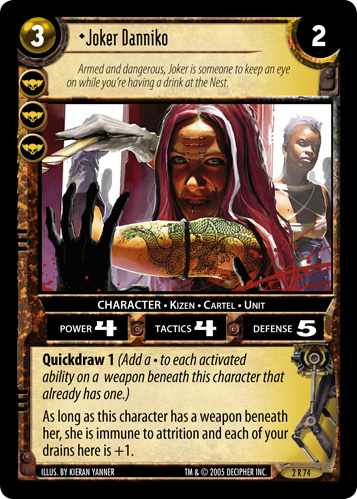 3
•Joker Danniko
2
Armed and dangerous, Joker is someone to keep an eye
on while you're having a drink at the Nest.
CHARACTER • KIZEN • CARTEL • UNIT
POWER 4 TACTICS 4 DEFENSE 5
Quickdraw 1 (Add a • to each activated
ability on a weapon beneath this character that
already has one.)
As long as this character has a weapon beneath
her, she is immune to attrition and each of your
drains here is +1.
ILLUS. BY KIERAN YANNER TM & © 2005 DECIPHER INC. 2 R 74